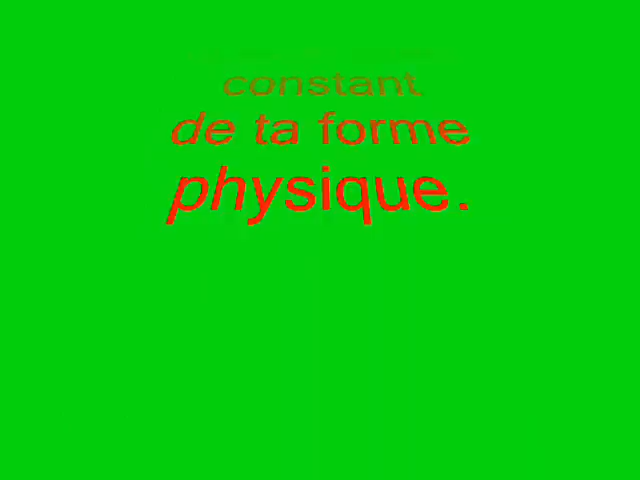 constant
de ta forme
physique.